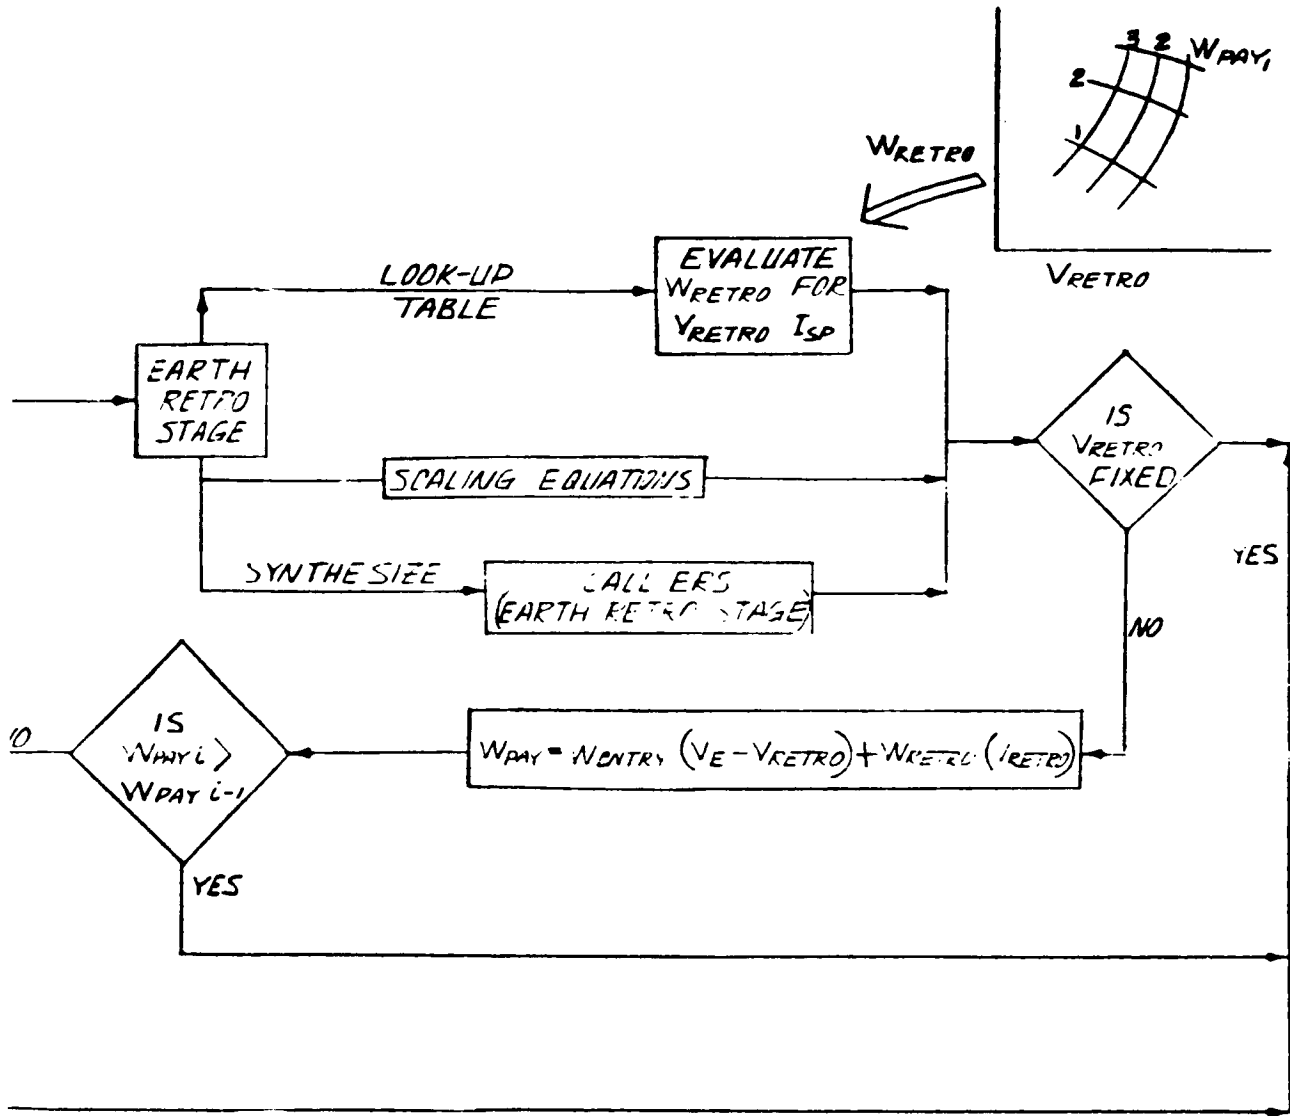 3 2 WPAY1
2
1
WRETRO
VRETRO
LOOK-UP
TABLE
EVALUATE
WRETRO FOR
VRETRO ISP
EARTH
RETRO
STAGE
IS
VRETRO
FIXED
SCALING EQUATIONS
YES
SYNTHESIZE
CALL ERS
(EARTH RETRO STAGE)
NO
IS
WPAY i >
WPAY i-1
WPAY = WENTRY (VE - VRETRO) + WRETRO (IRETRO)
YES